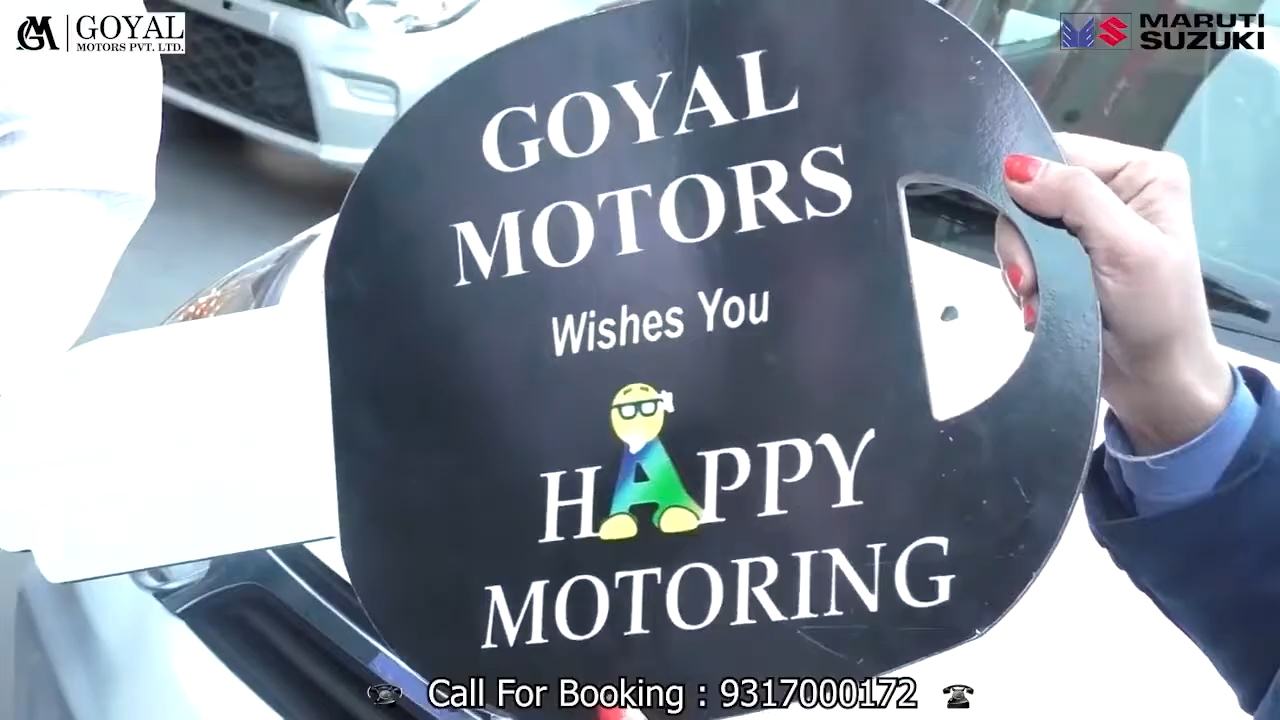 GOYAL
MOTORS PVT. LTD.
MARUTI
SUZUKI
GOYAL
MOTORS
Wishes You
HAPPY
MOTORING
Call For Booking : 9317000172